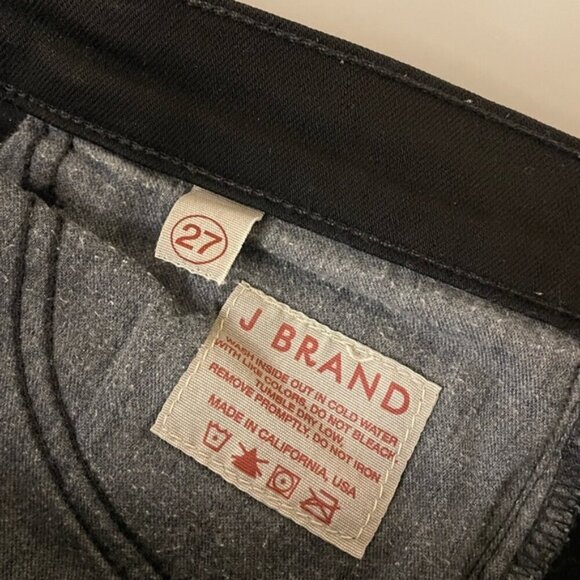 27
J BRAND
WASH INSIDE OUT IN COLD WATER
WITH LIKE COLORS. DO NOT BLEACH.
TUMBLE DRY LOW.
REMOVE PROMPTLY, DO NOT IRON
MADE IN CALIFORNIA, USA